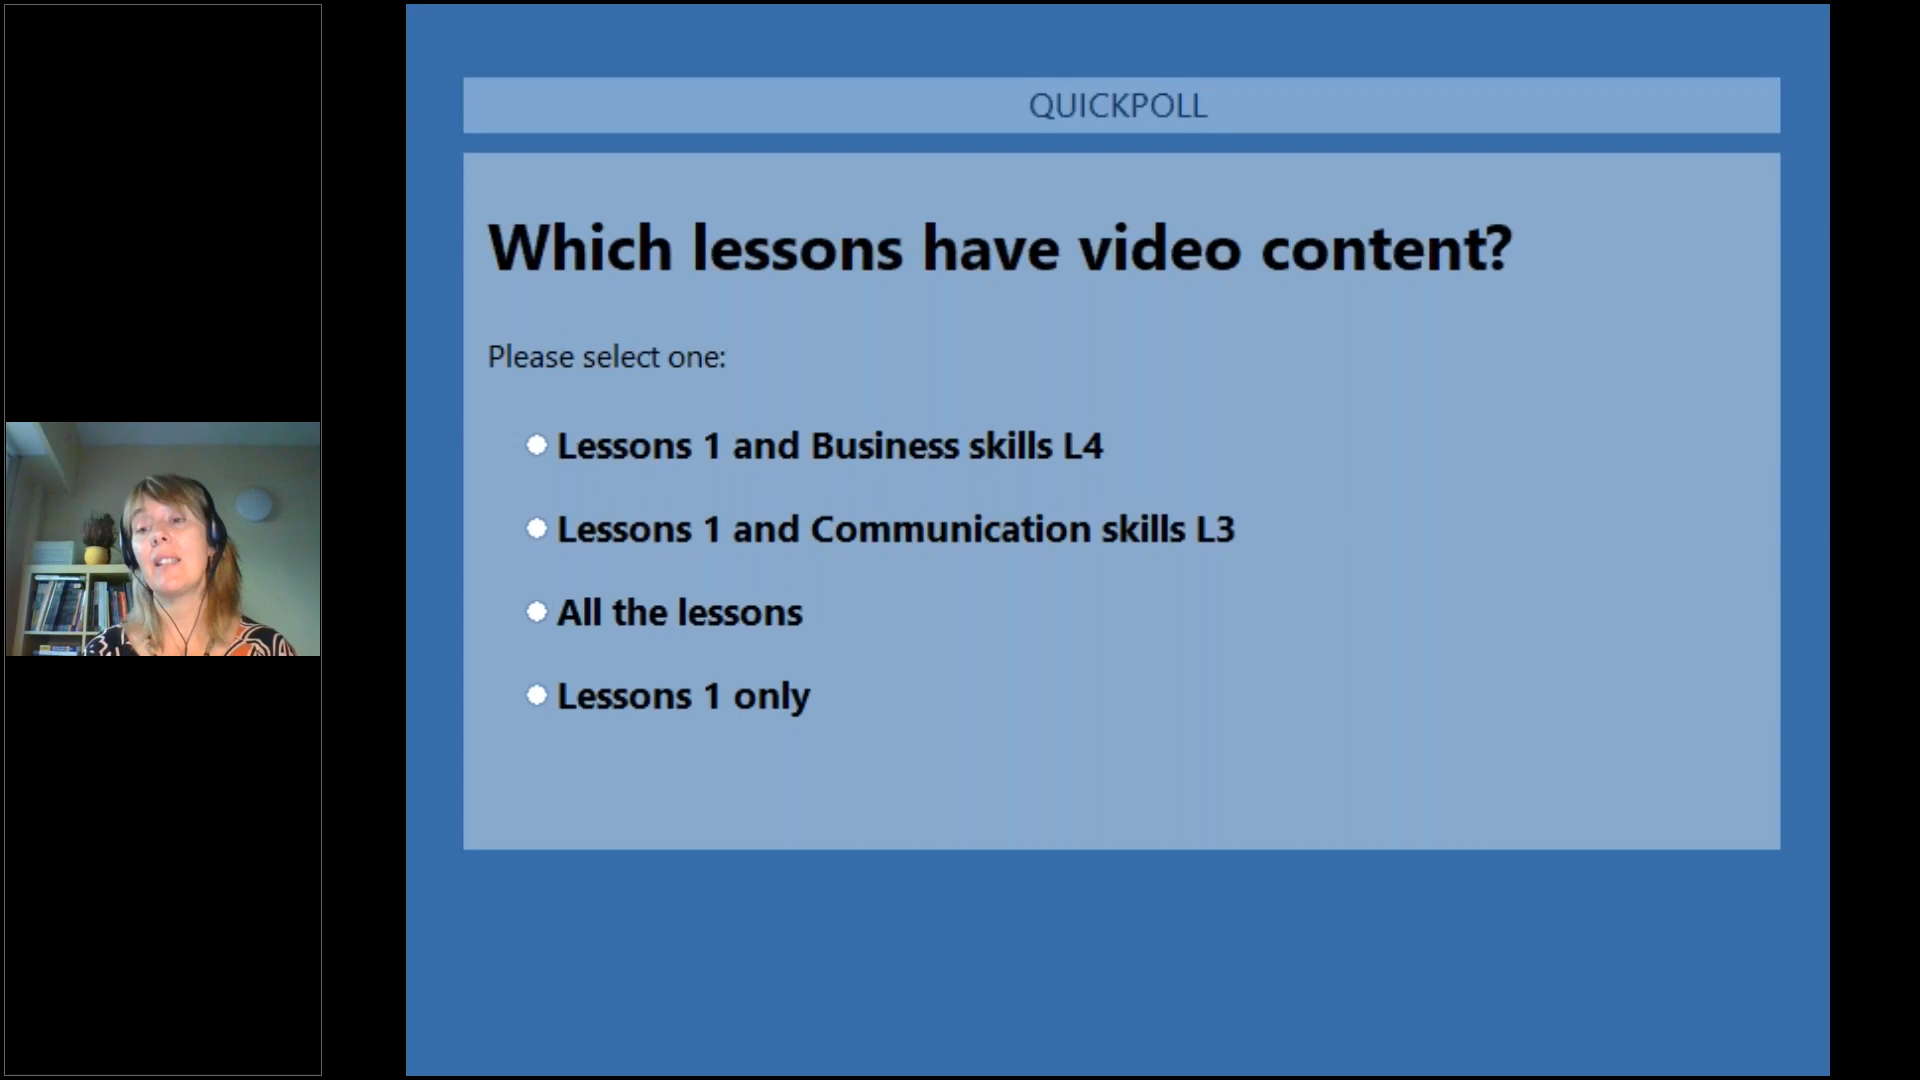 QUICKPOLL
Which lessons have video content?
Please select one:
Lessons 1 and Business skills L4
Lessons 1 and Communication skills L3
All the lessons
Lessons 1 only